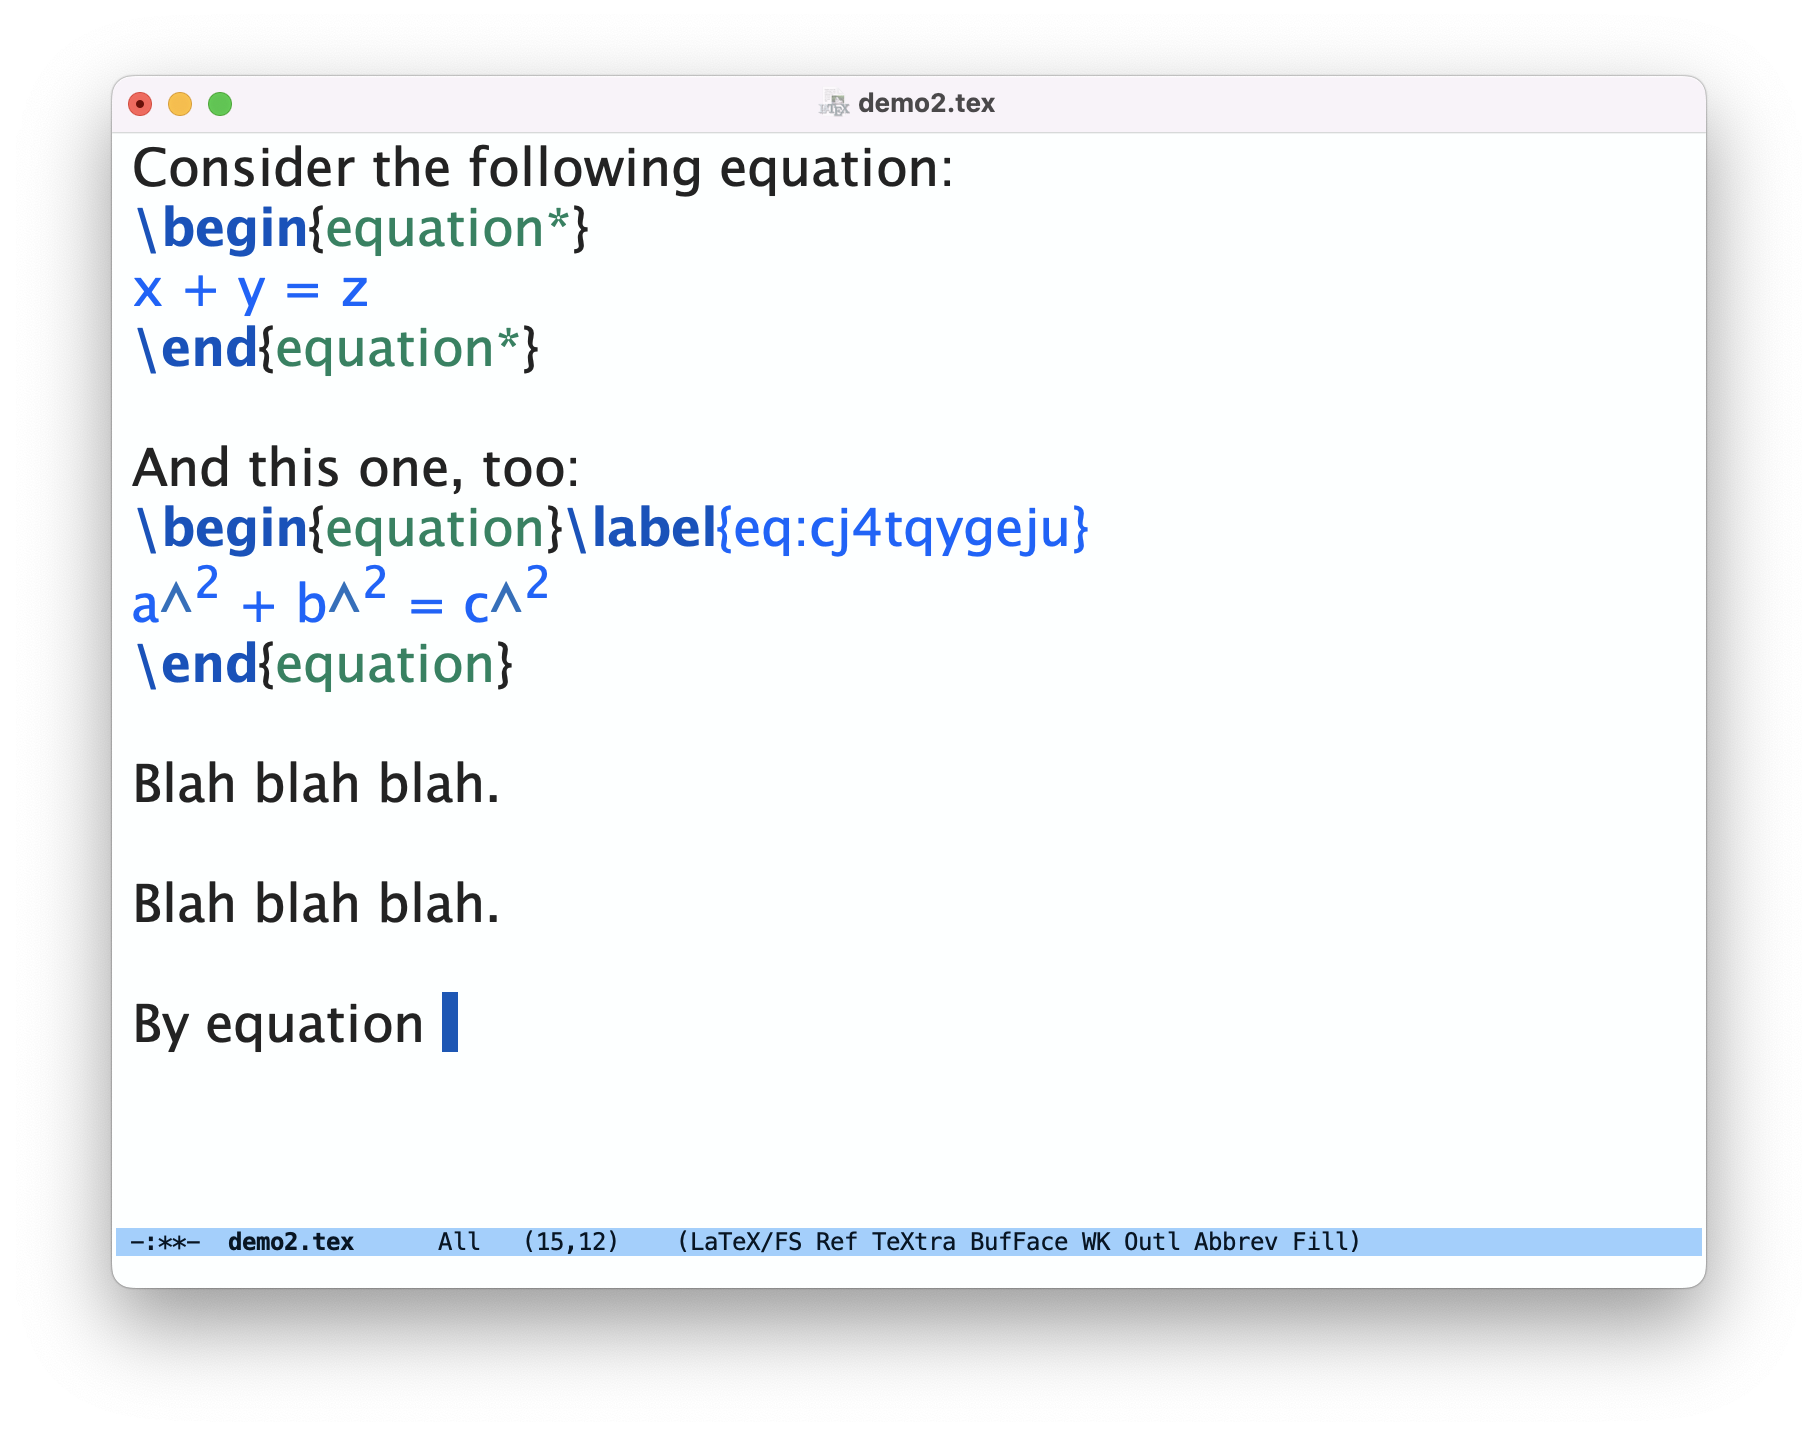 demo2.tex
Consider the following equation:
\begin{equation*}
x + y = z
\end{equation*}
And this one, too:
\begin{equation}\label{eq:cj4tqygeju}
a^2 + b^2 = c^2
\end{equation}
Blah blah blah.
Blah blah blah.
By equation
-:**- demo2.tex All (15,12) (LaTeX/FS Ref TeXtra BufFace WK Outl Abbrev Fill)